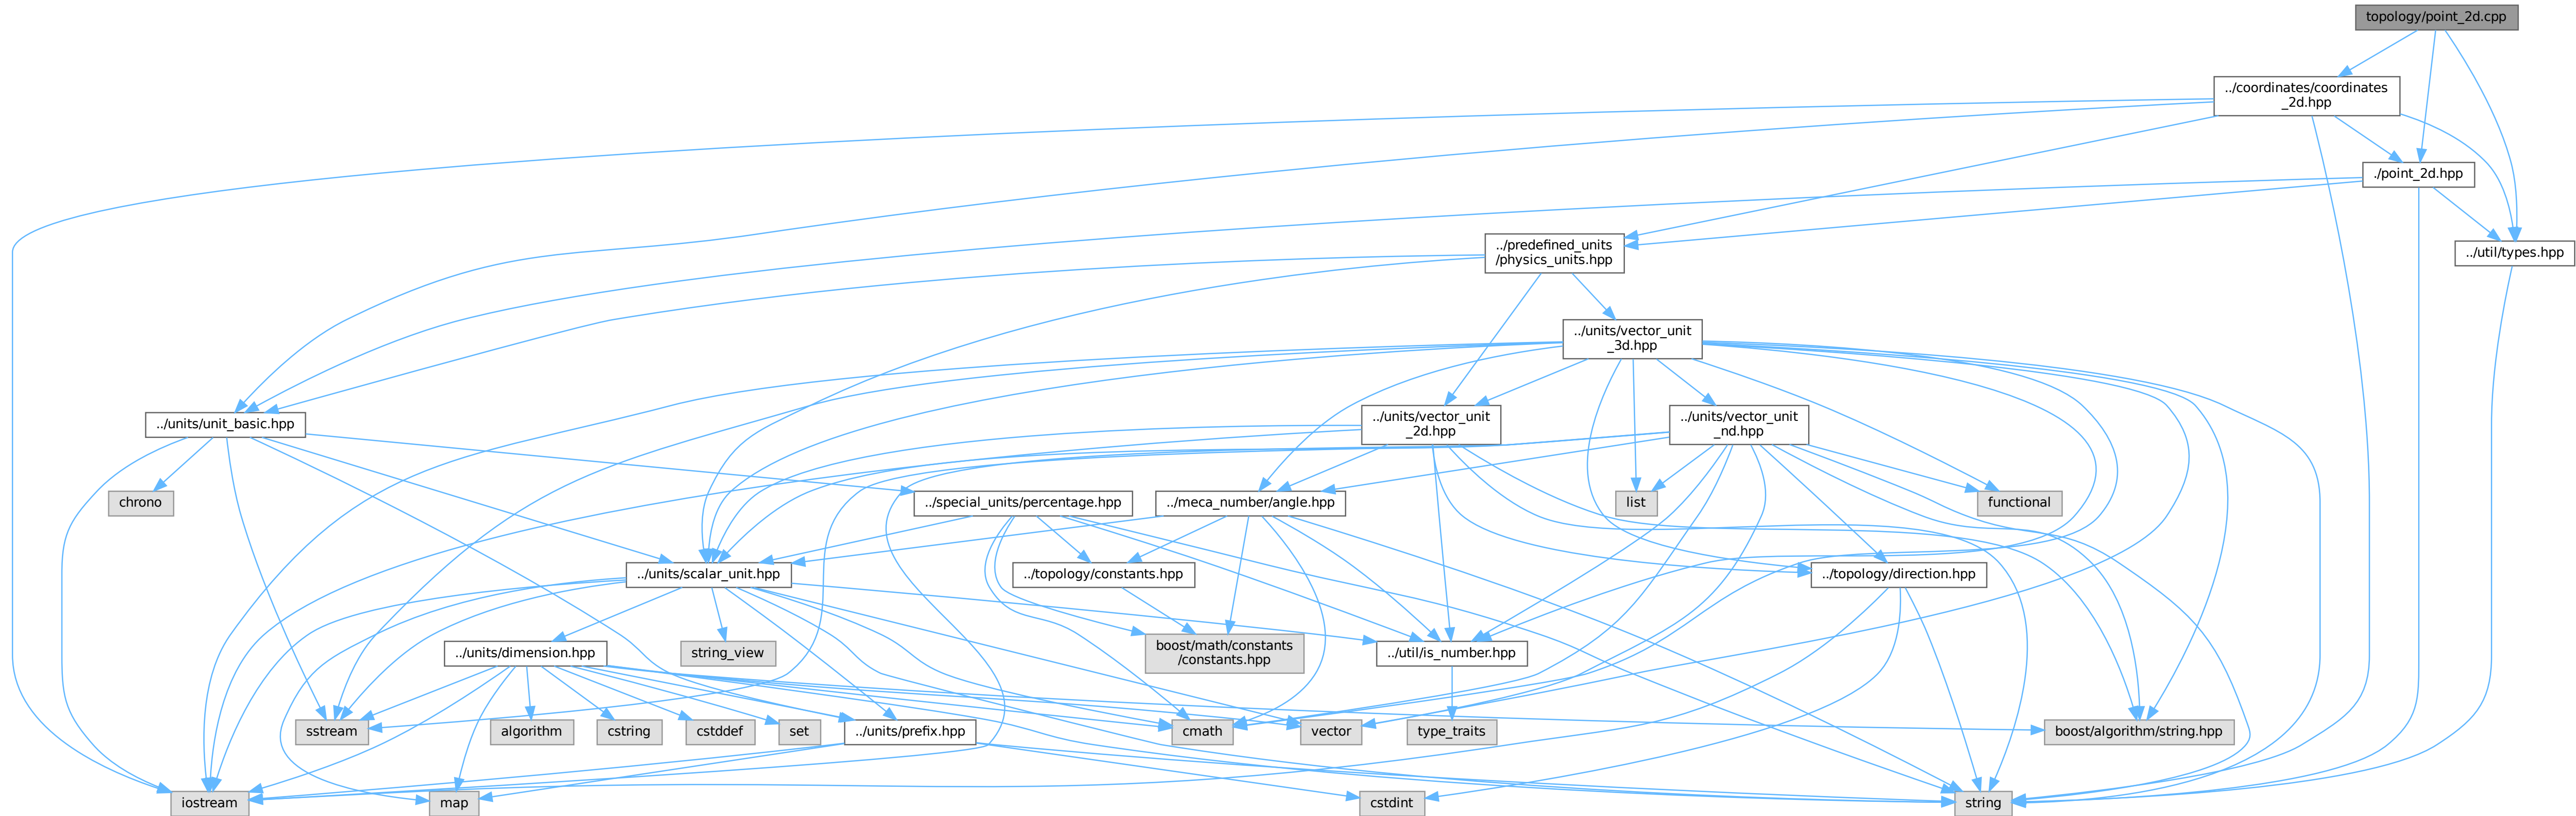 topology/point_2d.cpp
../coordinates/coordinates
_2d.hpp
./point_2d.hpp
../predefined_units
/physics_units.hpp
../util/types.hpp
../units/vector_unit
_3d.hpp
../units/unit_basic.hpp
../units/vector_unit
_2d.hpp
../units/vector_unit
_nd.hpp
chrono
../special_units/percentage.hpp
../meca_number/angle.hpp
list
functional
../units/scalar_unit.hpp
../topology/constants.hpp
../topology/direction.hpp
../units/dimension.hpp
string_view
boost/math/constants
/constants.hpp
../util/is_number.hpp
sstream
algorithm
cstring
cstddef
set
../units/prefix.hpp
cmath
vector
type_traits
boost/algorithm/string.hpp
iostream
map
cstdint
string